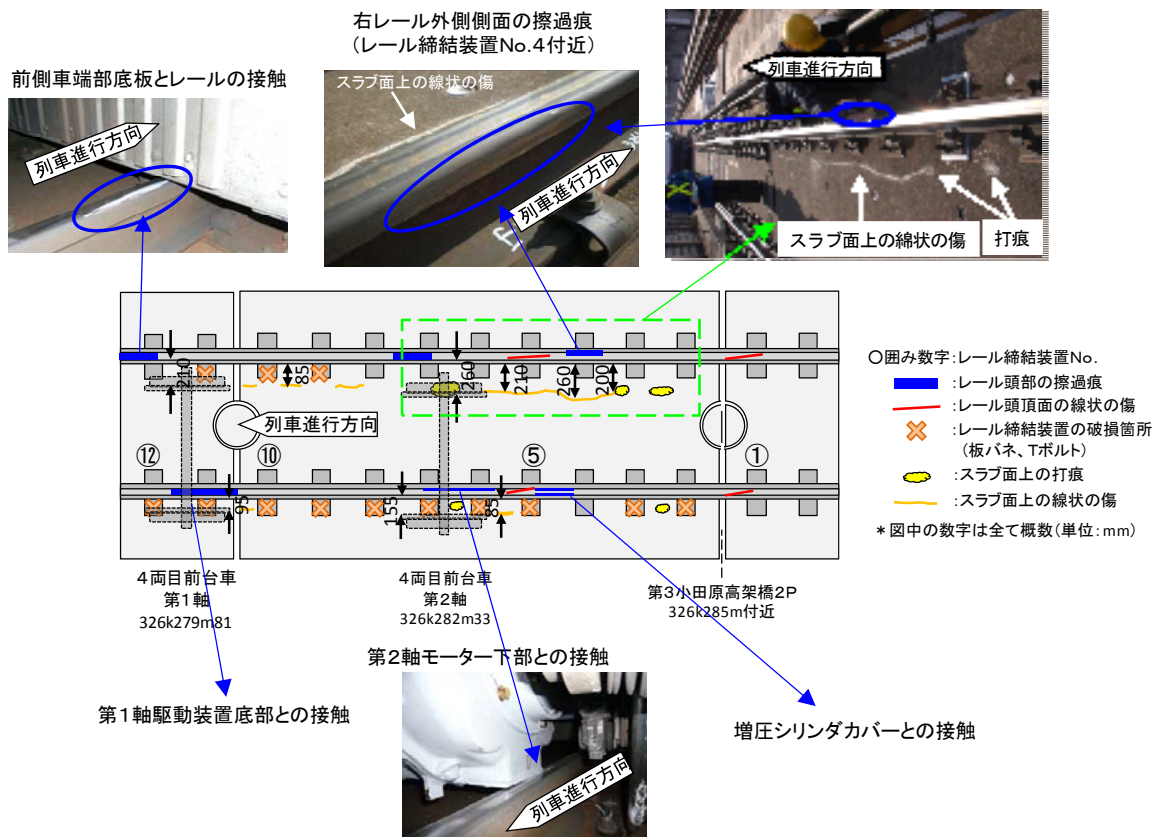 右レール外側側面の擦過痕
(レール締結装置No.4付近)
前側車端部底板とレールの接触
列車進行方向
スラブ面上の線状の傷
列車進行方向
列車進行方向
スラブ面上の綿状の傷
打痕
210
85
260
210
260
200
列車進行方向
⑫
⑩
⑤
①
95
155
85
○囲み数字:レール締結装置No.
:レール頭部の擦過痕
:レール頭頂面の線状の傷
:レール締結装置の破損箇所
(板バネ、Tボルト)
:スラブ面上の打痕
:スラブ面上の線状の傷
*図中の数字は全て概数(単位:mm)
4両目前台車
第1軸
326k279m81
4両目前台車
第2軸
326k282m33
第3小田原高架橋2P
326k285m付近
第2軸モーター下部との接触
第1軸駆動装置底部との接触
増圧シリンダカバーとの接触
列車進行方向